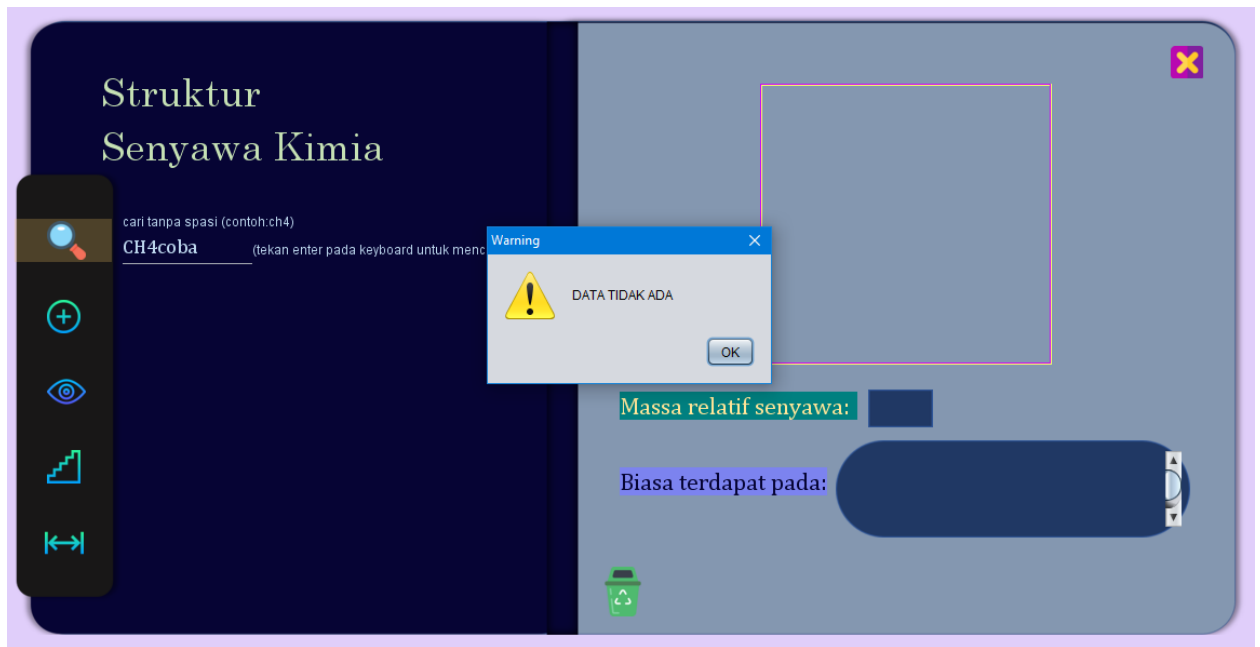 Struktur
Senyawa Kimia
cari tanpa spasi (contoh:ch4)
CH4coba (tekan enter pada keyboard untuk menc
Warning
DATA TIDAK ADA
OK
Massa relatif senyawa:
Biasa terdapat pada: